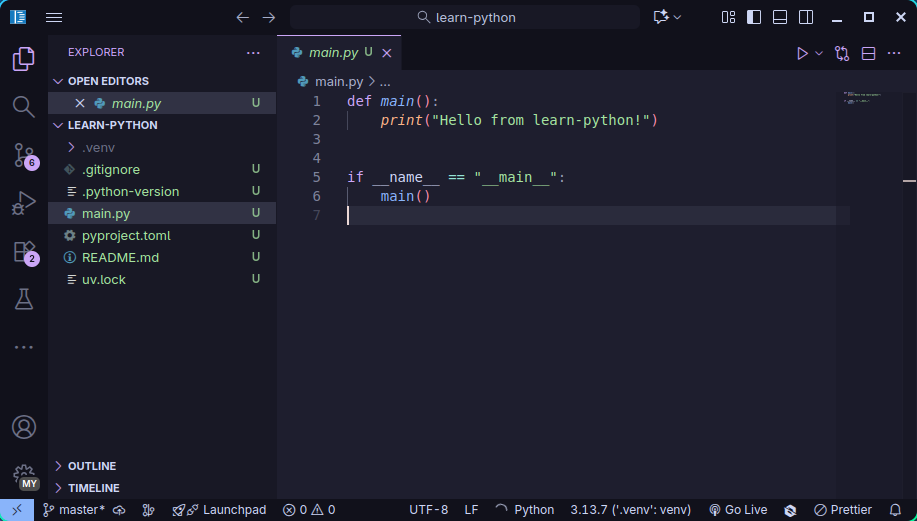 learn-python
EXPLORER
OPEN EDITORS
main.py U
LEARN-PYTHON
.venv
.gitignore U
.python-version U
main.py U
pyproject.toml U
README.md U
uv.lock U
OUTLINE
TIMELINE
6
2
MY
main.py U
main.py > ...
1 def main():
2 print("Hello from learn-python!")
3
4
5 if __name__ == "__main__":
6 main()
7
master* Launchpad 0 0 UTF-8 LF Python 3.13.7 ('.venv': venv) Go Live Prettier